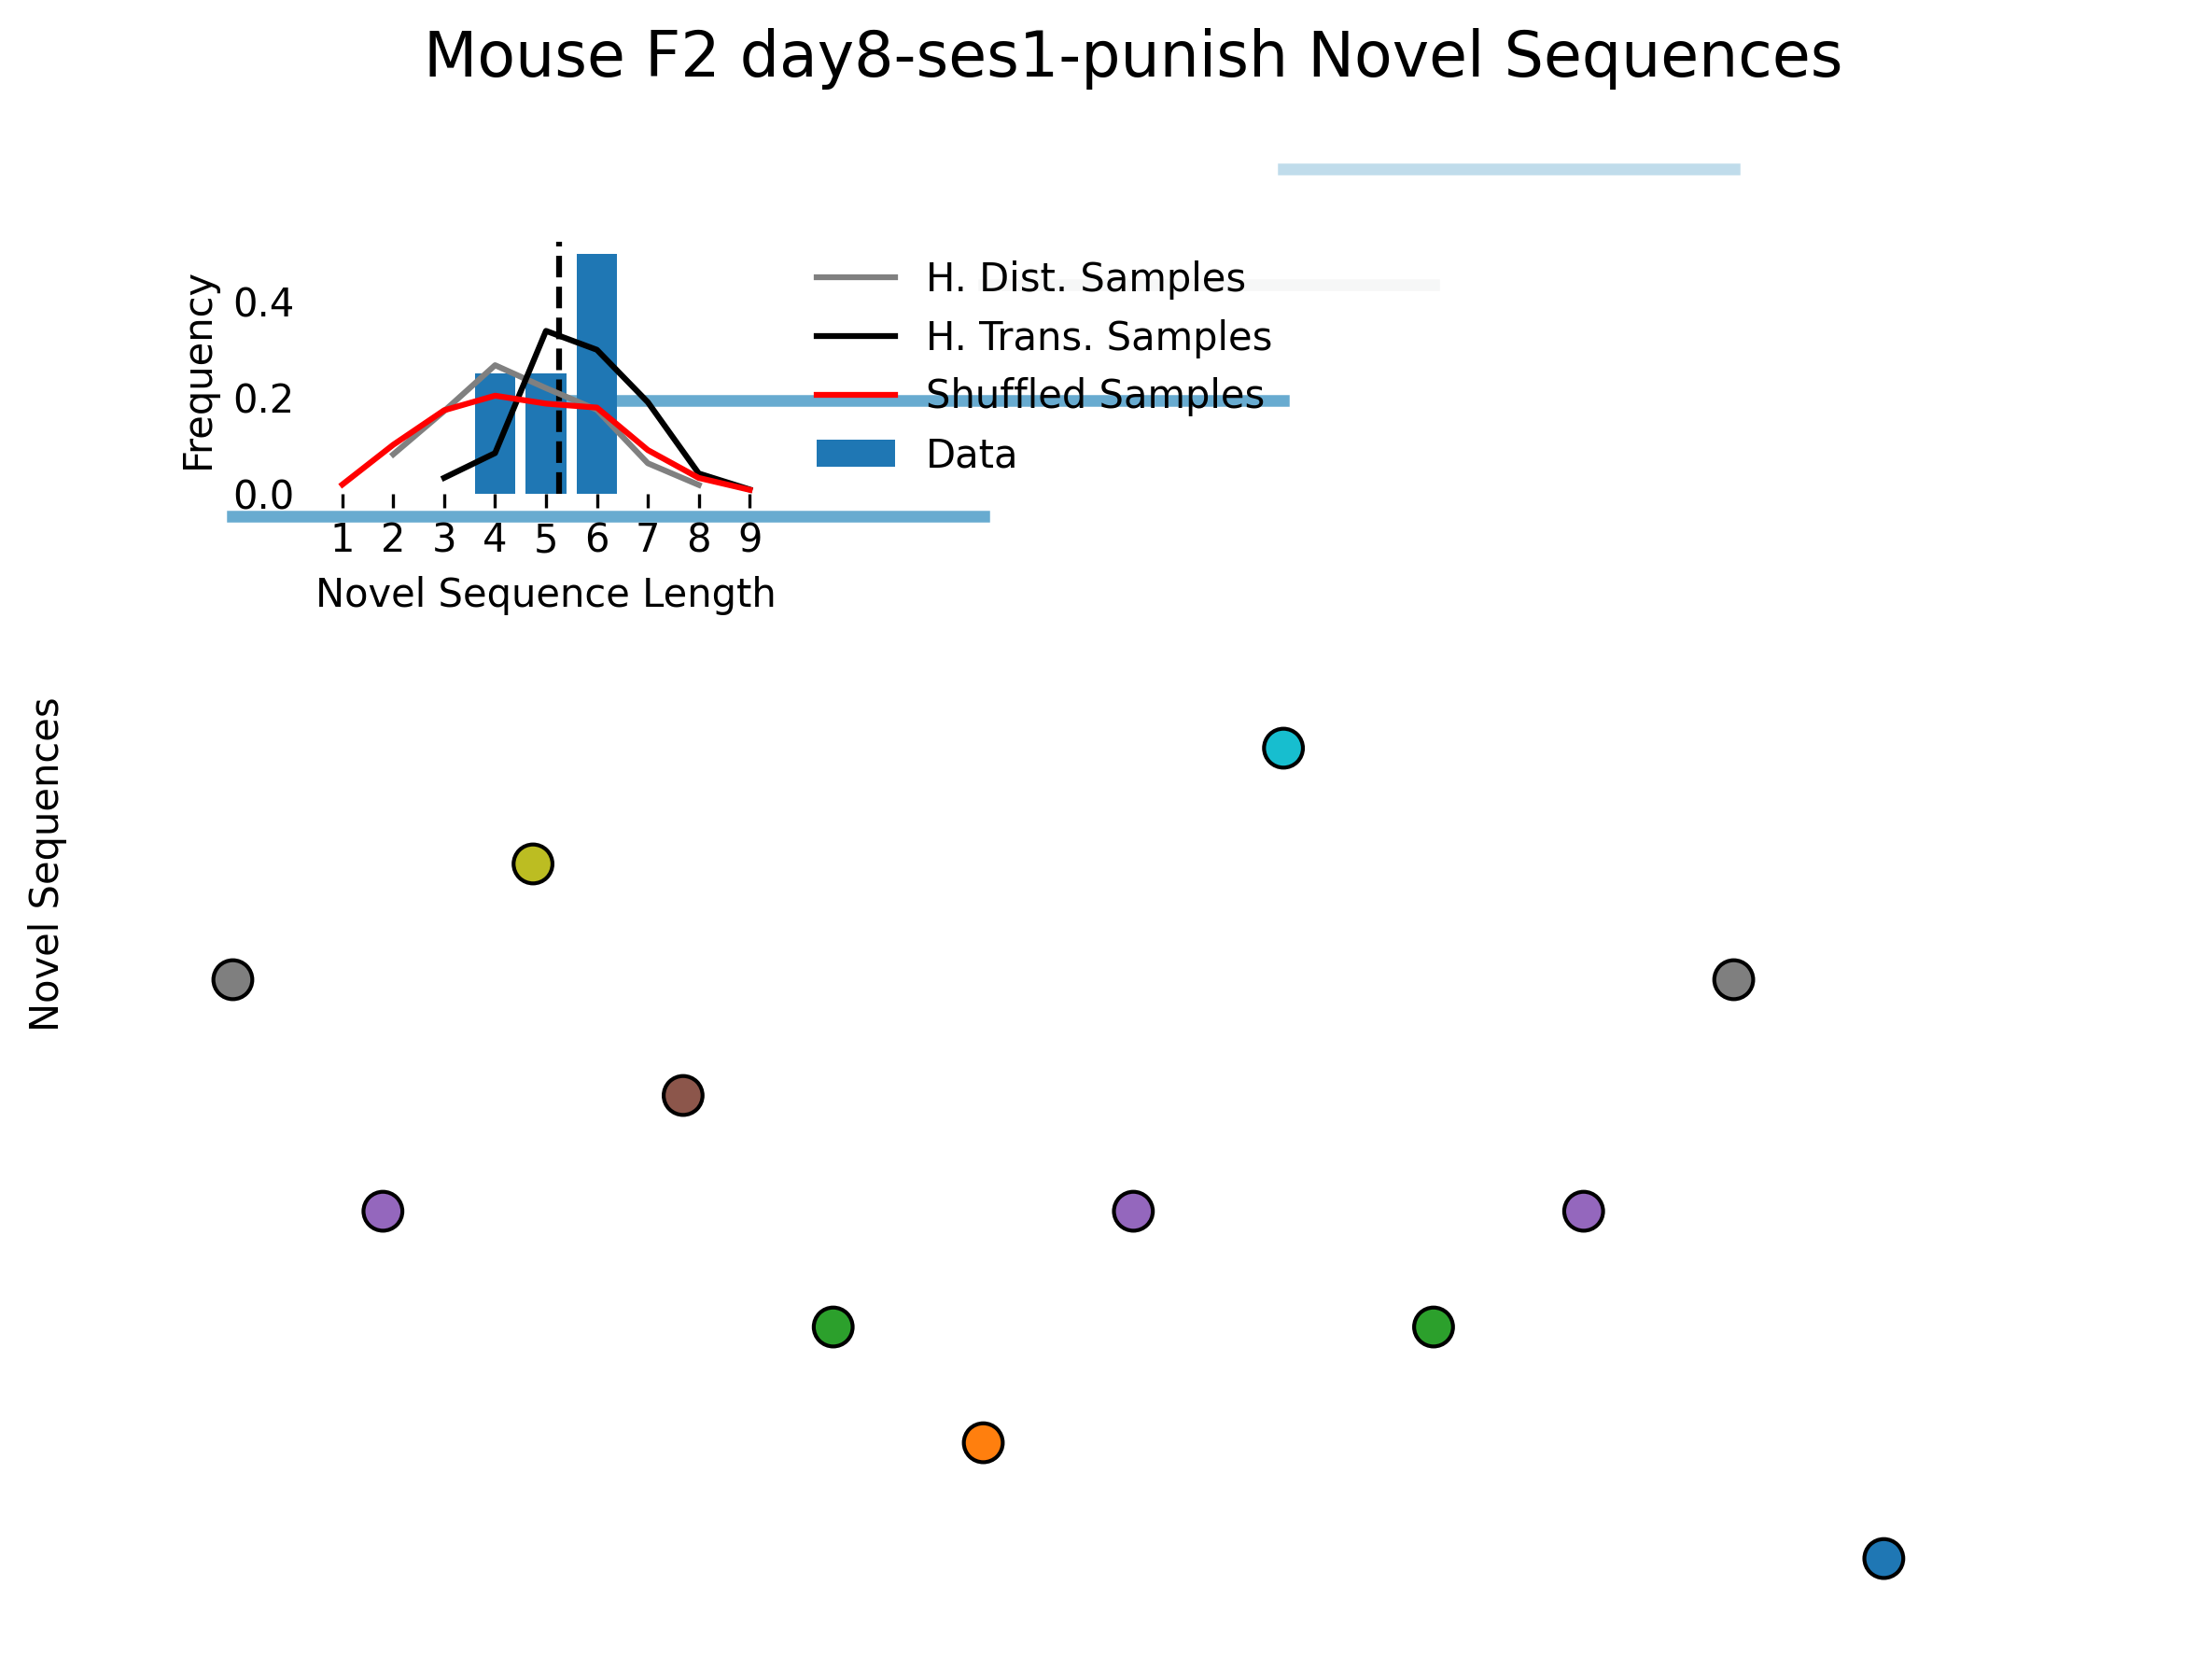 Mouse F2 day8-ses1-punish Novel Sequences
Frequency
0.4
0.2
0.0
1 2 3 4 5 6 7 8 9
Novel Sequence Length
H. Dist. Samples
H. Trans. Samples
Shuffled Samples
Data
Novel Sequences